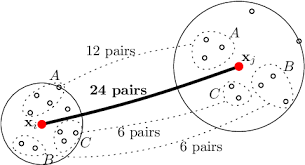 12 pairs
A
x_j
B
C
24 pairs
A
x_i
C
B
6 pairs
6 pairs